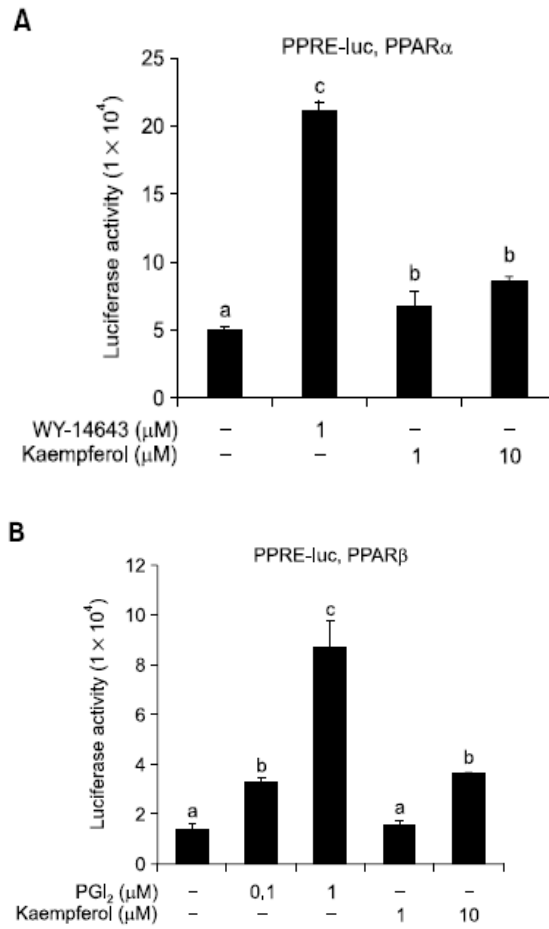 A
PPRE-luc, PPARα
Luciferase activity (1 × 10⁴)
25
20
15
10
5
0
a
c
b
b
WY-14643 (μM) – 1 – –
Kaempferol (μM) – – 1 10
B
PPRE-luc, PPARβ
Luciferase activity (1 × 10⁴)
12
10
8
6
4
2
0
a
b
c
a
b
PGI₂ (μM) – 0,1 1 – –
Kaempferol (μM) – – – 1 10